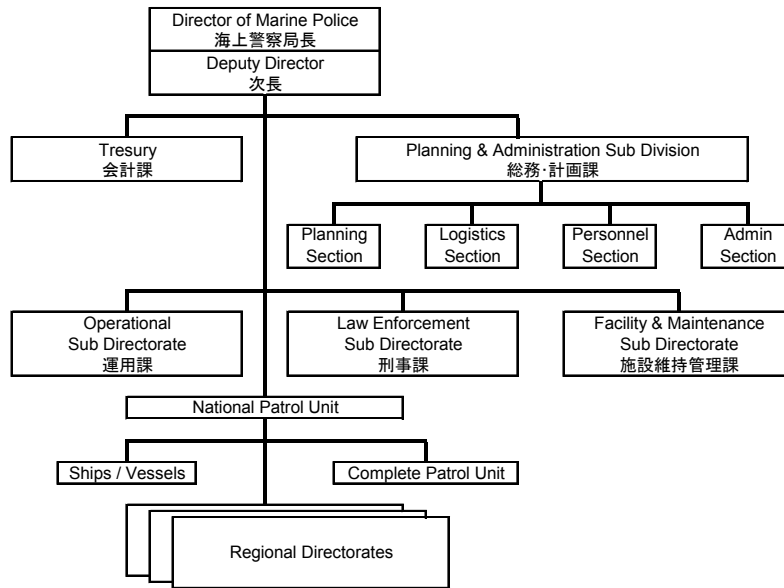 Director of Marine Police
海上警察局長
Deputy Director
次長
Tresury
会計課
Planning & Administration Sub Division
総務･計画課
Planning
Section
Logistics
Section
Personnel
Section
Admin
Section
Operational
Sub Directorate
運用課
Law Enforcement
Sub Directorate
刑事課
Facility & Maintenance
Sub Directorate
施設維持管理課
National Patrol Unit
Ships / Vessels
Complete Patrol Unit
Regional Directorates